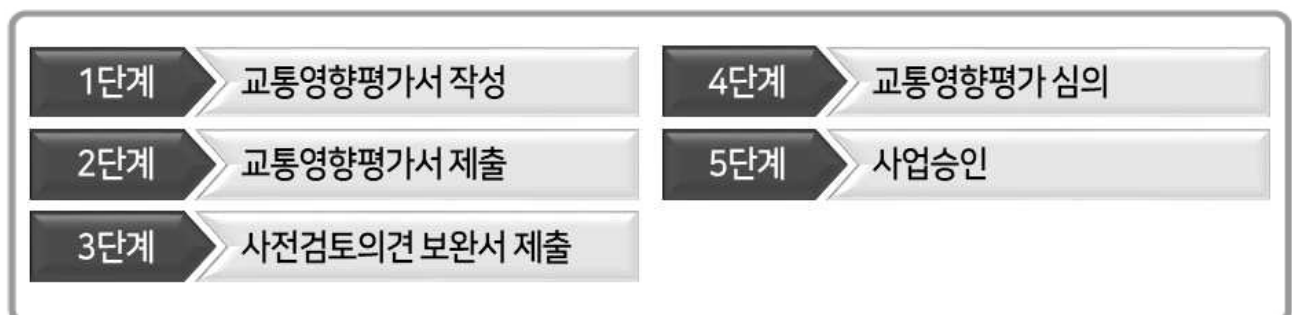 1단계 교통영향평가서 작성
2단계 교통영향평가서 제출
3단계 사전검토의견 보완서 제출
4단계 교통영향평가 심의
5단계 사업승인